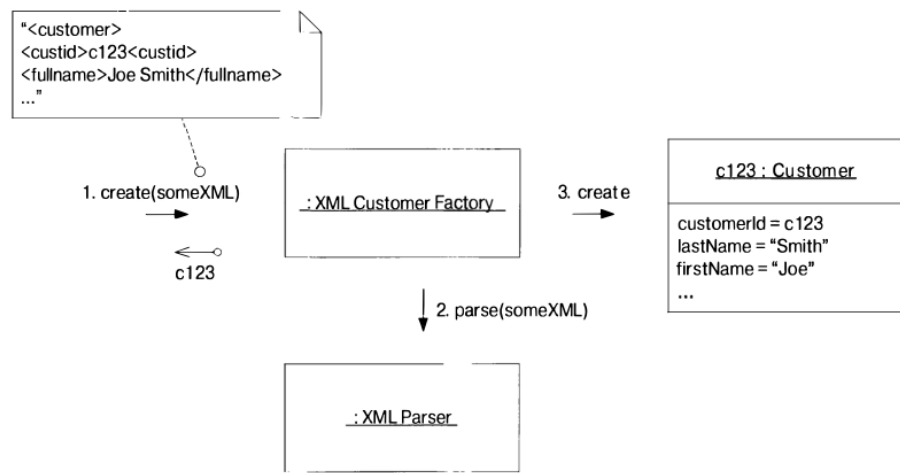 “<customer>
<custid>c123<custid>
<fullname>Joe Smith</fullname>
...”
1. create(someXML)
c123
: XML Customer Factory
3. create
c123 : Customer
customerId = c123
lastName = “Smith”
firstName = “Joe”
...
2. parse(someXML)
: XML Parser